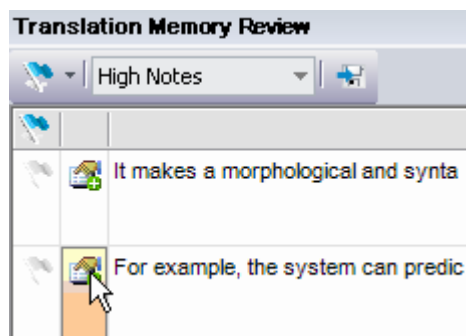 Translation Memory Review
High Notes
It makes a morphological and synta
For example, the system can predic